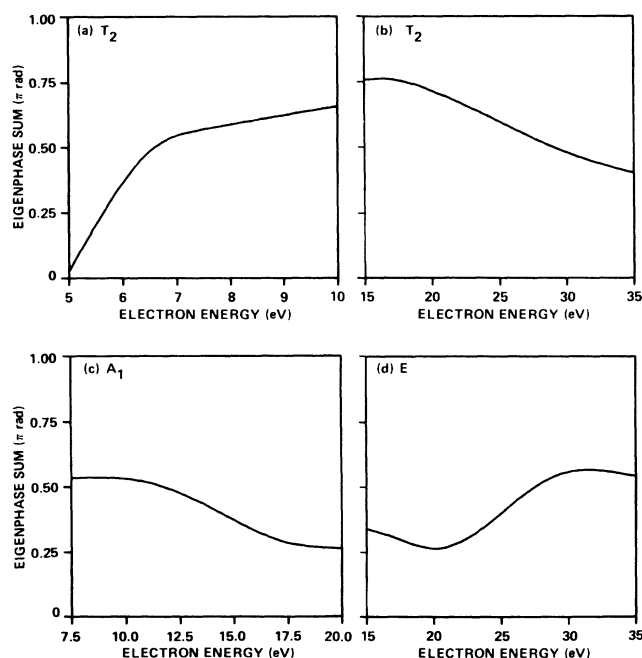 (a) T2
(b) T2
EIGENPHASE SUM (π rad)
1.00
0.75
0.50
0.25
0
5 6 7 8 9 10
15 20 25 30 35
ELECTRON ENERGY (eV)
ELECTRON ENERGY (eV)
(c) A1
(d) E
EIGENPHASE SUM (π rad)
1.00
0.75
0.50
0.25
0
7.5 10.0 12.5 15.0 17.5 20.0
15 20 25 30 35
ELECTRON ENERGY (eV)
ELECTRON ENERGY (eV)